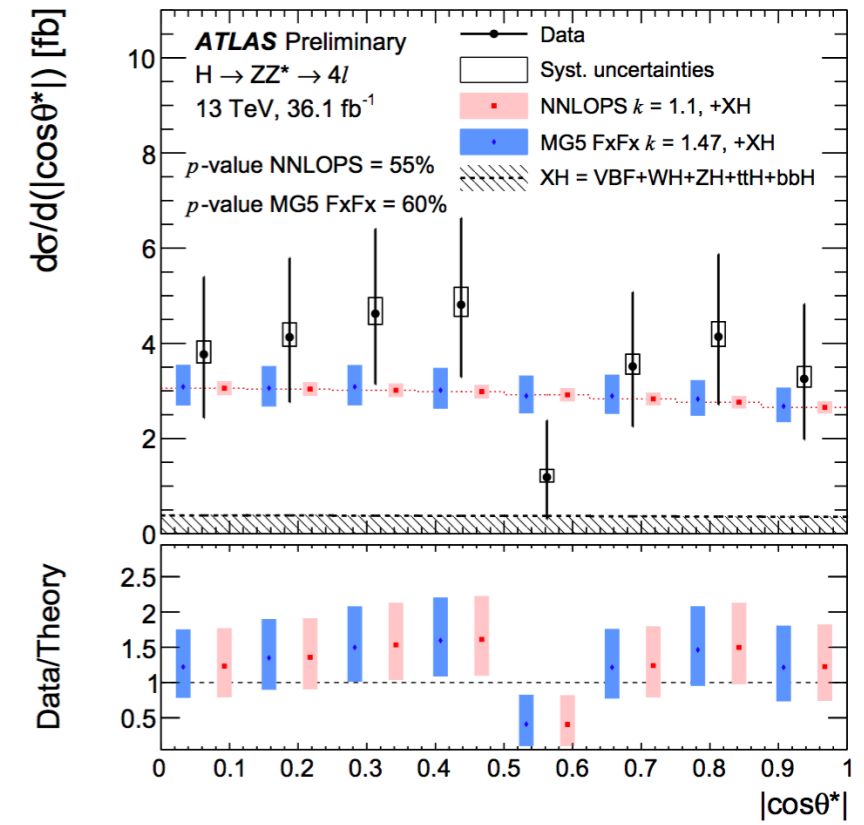 ATLAS Preliminary
H → ZZ* → 4l
13 TeV, 36.1 fb⁻¹
p-value NNLOPS = 55%
p-value MG5 FxFx = 60%
Data
Syst. uncertainties
NNLOPS k = 1.1, +XH
MG5 FxFx k = 1.47, +XH
XH = VBF+WH+ZH+ttH+bbH
dσ/d(|cosθ*|) [fb]
10
8
6
4
2
0
Data/Theory
2.5
2
1.5
1
0.5
0 0.1 0.2 0.3 0.4 0.5 0.6 0.7 0.8 0.9 1
|cosθ*|